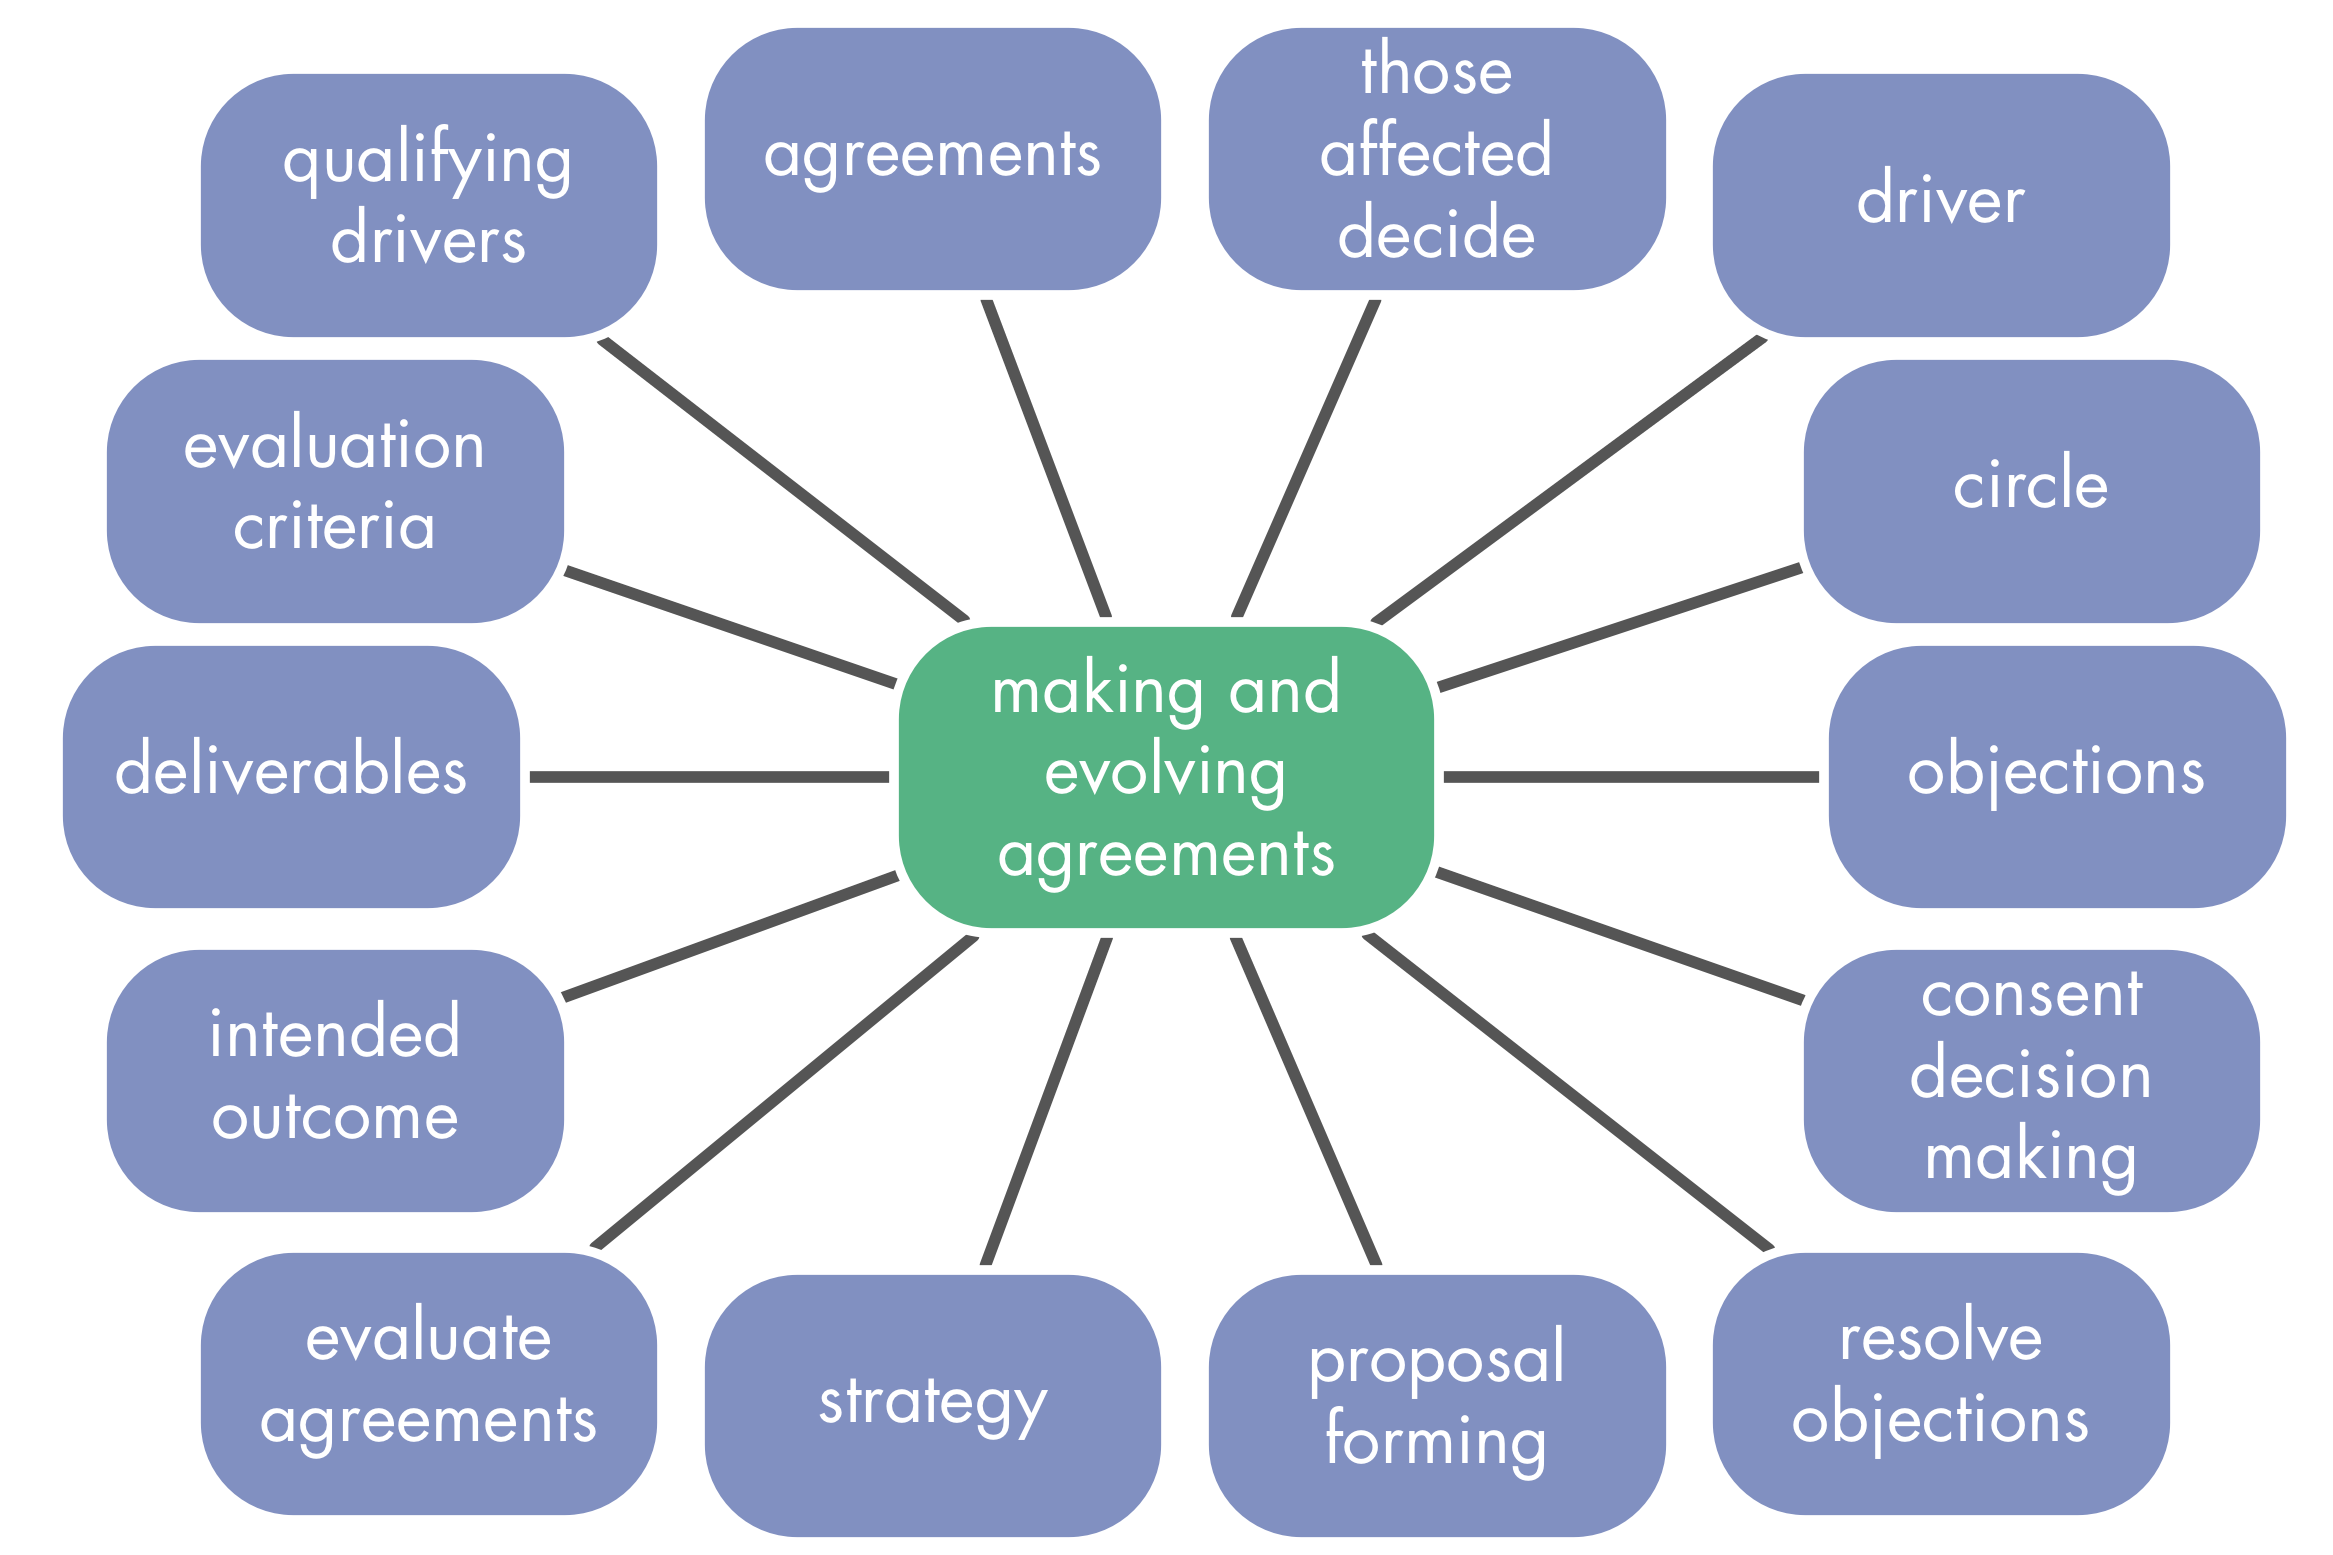 qualifying
drivers
agreements
those
affected
decide
driver
evaluation
criteria
circle
deliverables
making and
evolving
agreements
objections
intended
outcome
consent
decision
making
evaluate
agreements
strategy
proposal
forming
resolve
objections